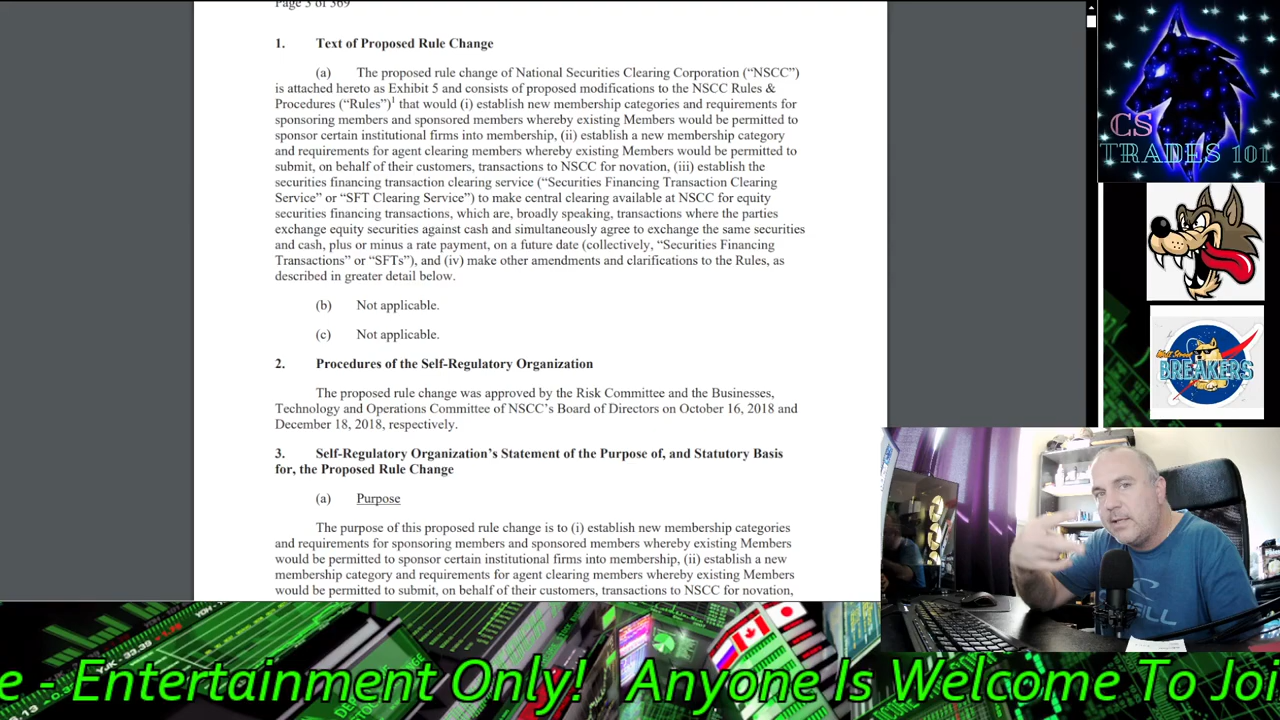 Page 5 of 369
1. Text of Proposed Rule Change
(a) The proposed rule change of National Securities Clearing Corporation (“NSCC”)
is attached hereto as Exhibit 5 and consists of proposed modifications to the NSCC Rules &
Procedures (“Rules”)1 that would (i) establish new membership categories and requirements for
sponsoring members and sponsored members whereby existing Members would be permitted to
sponsor certain institutional firms into membership, (ii) establish a new membership category
and requirements for agent clearing members whereby existing Members would be permitted to
submit, on behalf of their customers, transactions to NSCC for novation, (iii) establish the
securities financing transaction clearing service (“Securities Financing Transaction Clearing
Service” or “SFT Clearing Service”) to make central clearing available at NSCC for equity
securities financing transactions, which are, broadly speaking, transactions where the parties
exchange equity securities against cash and simultaneously agree to exchange the same securities
and cash, plus or minus a rate payment, on a future date (collectively, “Securities Financing
Transactions” or “SFTs”), and (iv) make other amendments and clarifications to the Rules, as
described in greater detail below.
(b) Not applicable.
(c) Not applicable.
2. Procedures of the Self-Regulatory Organization
The proposed rule change was approved by the Risk Committee and the Businesses,
Technology and Operations Committee of NSCC’s Board of Directors on October 16, 2018 and
December 18, 2018, respectively.
3. Self-Regulatory Organization’s Statement of the Purpose of, and Statutory Basis
for, the Proposed Rule Change
(a) Purpose
The purpose of this proposed rule change is to (i) establish new membership categories
and requirements for sponsoring members and sponsored members whereby existing Members
would be permitted to sponsor certain institutional firms into membership, (ii) establish a new
membership category and requirements for agent clearing members whereby existing Members
would be permitted to submit, on behalf of their customers, transactions to NSCC for novation,
CS
TRADES 101
Wall Street
BREAKERS
e - Entertainment Only! Anyone Is Welcome To Joi